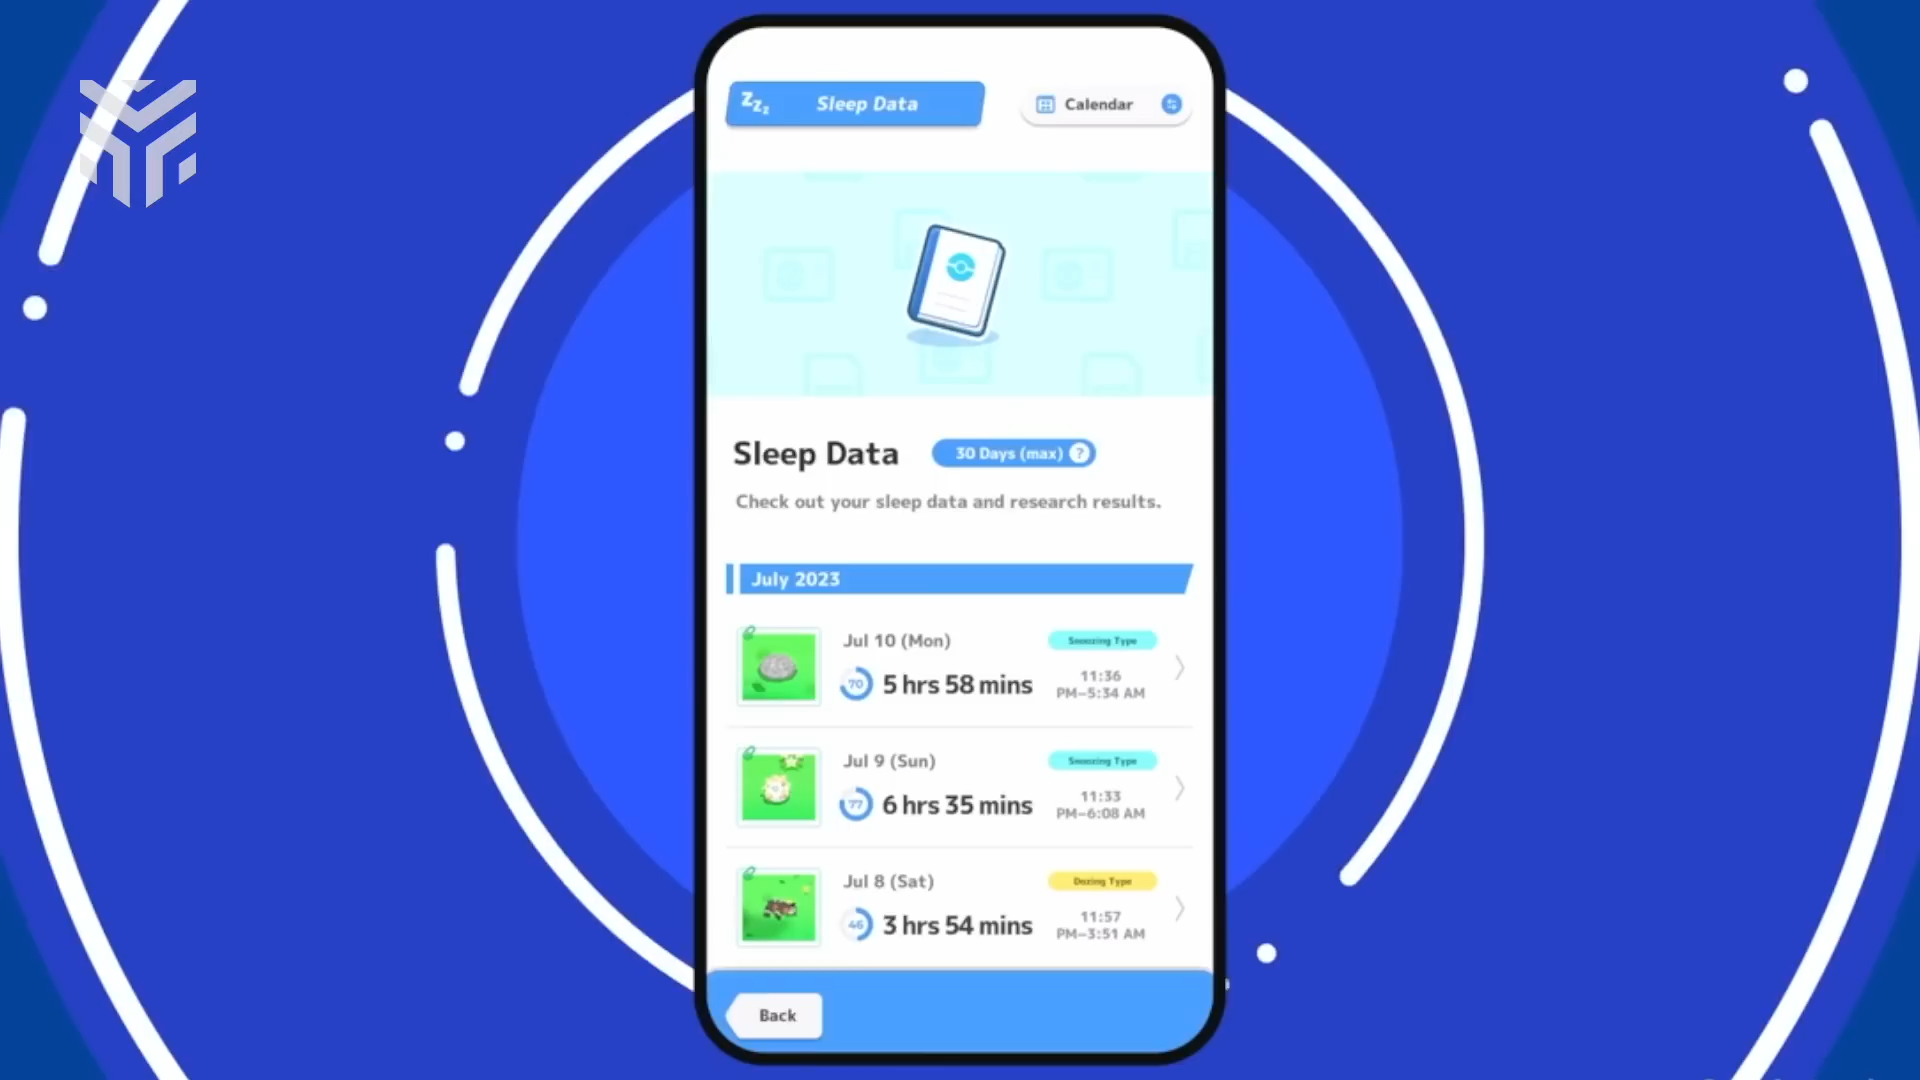 Zzz
Sleep Data
Calendar
Sleep Data
30 Days (max) ?
Check out your sleep data and research results.
July 2023
Jul 10 (Mon)
Snoozing Type
70
5 hrs 58 mins
11:36
PM–5:34 AM
Jul 9 (Sun)
Snoozing Type
77
6 hrs 35 mins
11:33
PM–6:08 AM
Jul 8 (Sat)
Dozing Type
46
3 hrs 54 mins
11:57
PM–3:51 AM
Back